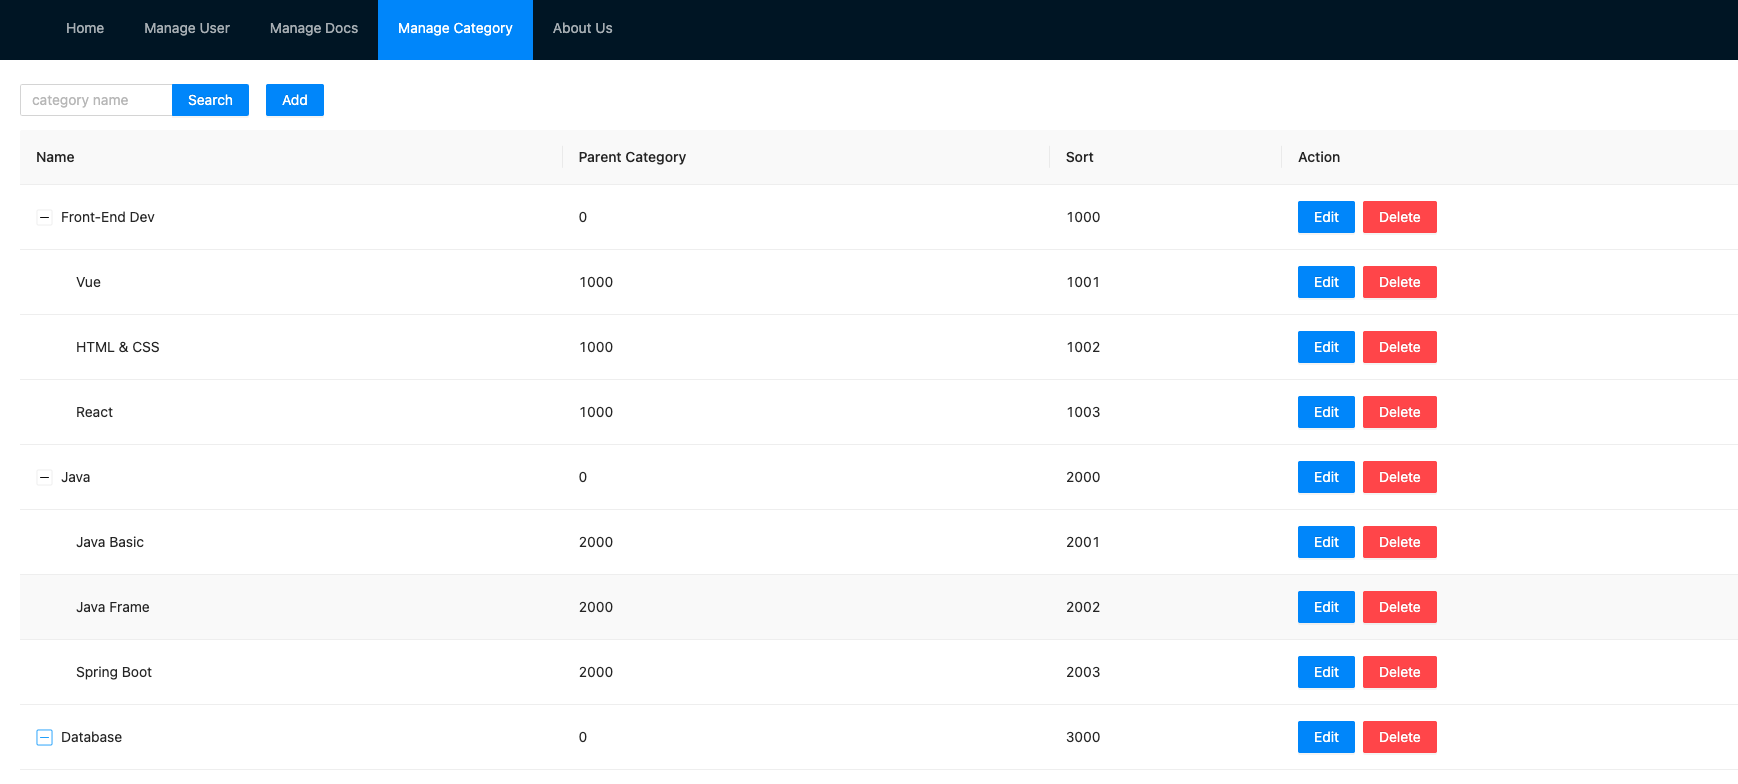 Home Manage User Manage Docs Manage Category About Us
category name Search Add
Name Parent Category Sort Action
Front-End Dev 0 1000 Edit Delete
Vue 1000 1001 Edit Delete
HTML & CSS 1000 1002 Edit Delete
React 1000 1003 Edit Delete
Java 0 2000 Edit Delete
Java Basic 2000 2001 Edit Delete
Java Frame 2000 2002 Edit Delete
Spring Boot 2000 2003 Edit Delete
Database 0 3000 Edit Delete